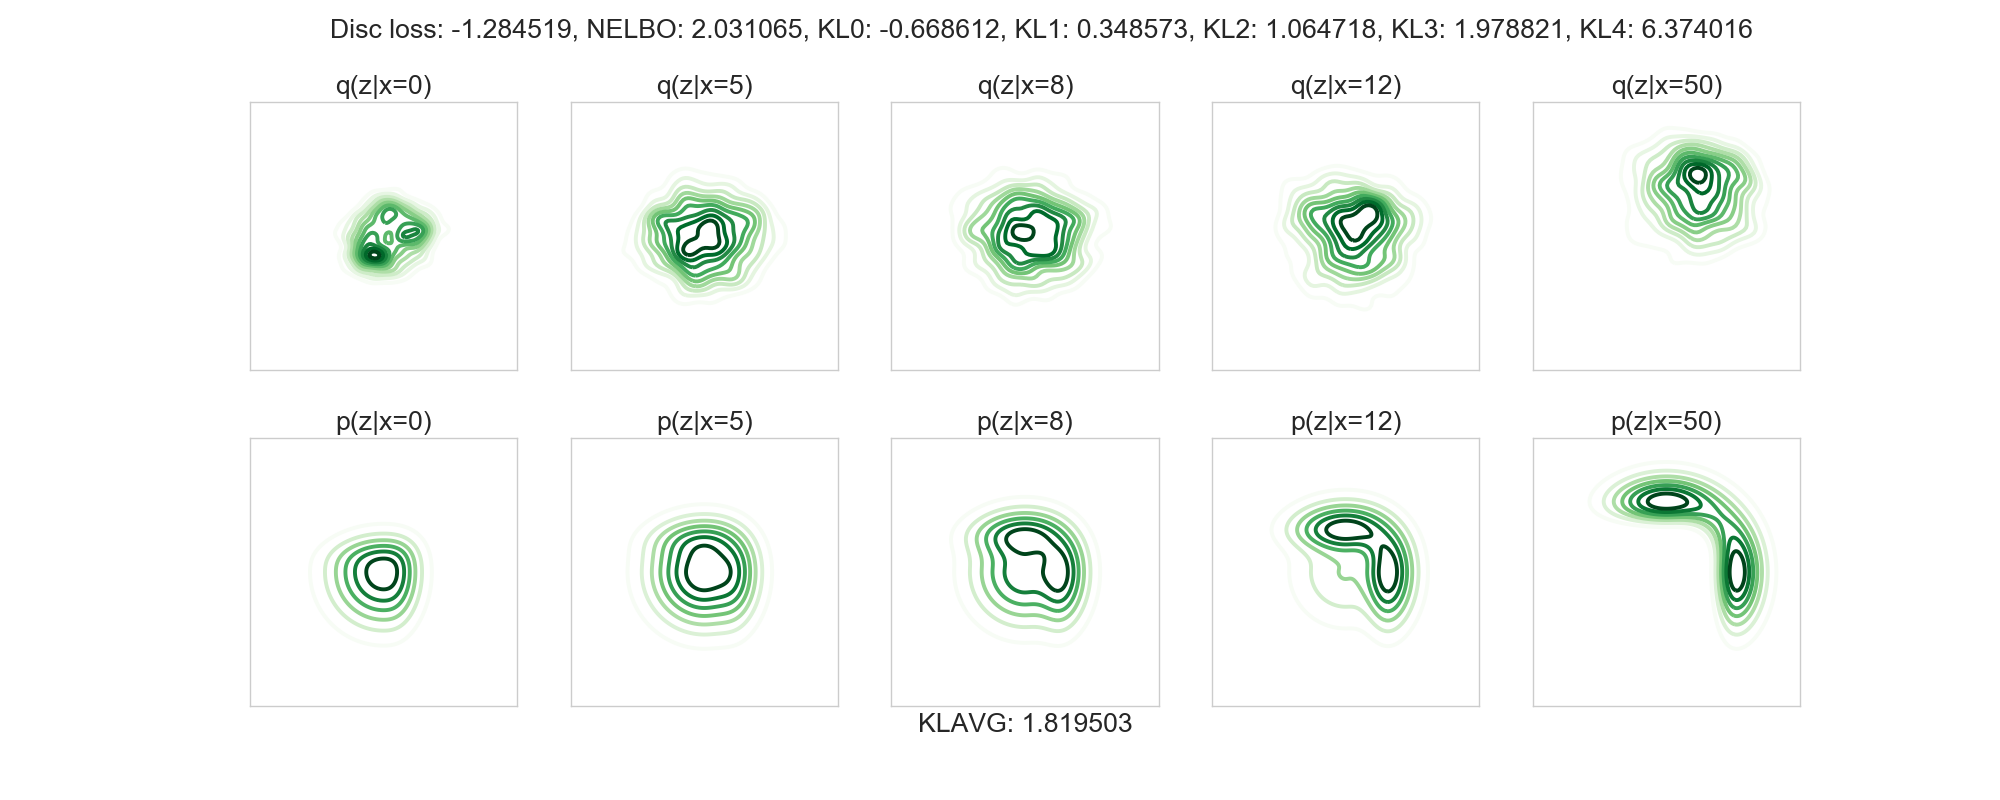 Disc loss: -1.284519, NELBO: 2.031065, KL0: -0.668612, KL1: 0.348573, KL2: 1.064718, KL3: 1.978821, KL4: 6.374016
q(z|x=0) q(z|x=5) q(z|x=8) q(z|x=12) q(z|x=50)
p(z|x=0) p(z|x=5) p(z|x=8) p(z|x=12) p(z|x=50)
KLAVG: 1.819503